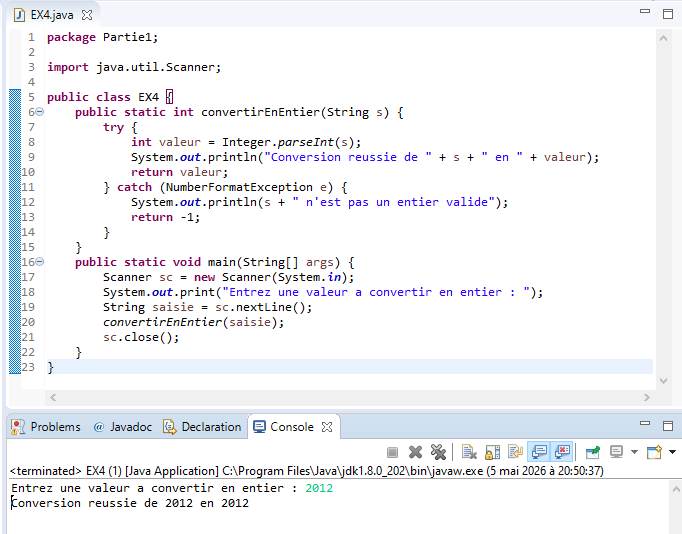 EX4.java
1 package Partie1;
2
3 import java.util.Scanner;
4
5 public class EX4 {
6 public static int convertirEnEntier(String s) {
7 try {
8 int valeur = Integer.parseInt(s);
9 System.out.println("Conversion reussie de " + s + " en " + valeur);
10 return valeur;
11 } catch (NumberFormatException e) {
12 System.out.println(s + " n'est pas un entier valide");
13 return -1;
14 }
15 }
16 public static void main(String[] args) {
17 Scanner sc = new Scanner(System.in);
18 System.out.print("Entrez une valeur a convertir en entier : ");
19 String saisie = sc.nextLine();
20 convertirEnEntier(saisie);
21 sc.close();
22 }
23 }
Problems @ Javadoc Declaration Console
<terminated> EX4 (1) [Java Application] C:\Program Files\Java\jdk1.8.0_202\bin\javaw.exe (5 mai 2026 à 20:50:37)
Entrez une valeur a convertir en entier : 2012
Conversion reussie de 2012 en 2012